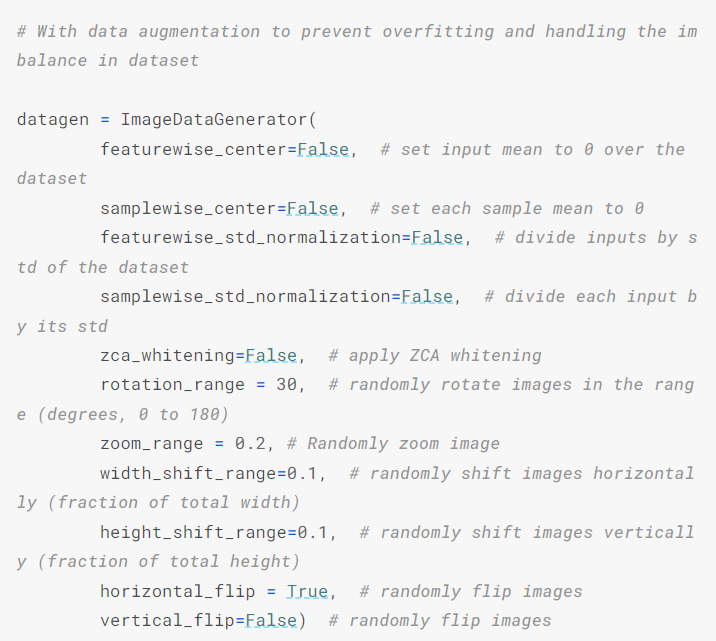 # With data augmentation to prevent overfitting and handling the im
balance in dataset
datagen = ImageDataGenerator(
featurewise_center=False,  # set input mean to 0 over the
dataset
samplewise_center=False,  # set each sample mean to 0
featurewise_std_normalization=False,  # divide inputs by s
td of the dataset
samplewise_std_normalization=False,  # divide each input b
y its std
zca_whitening=False,  # apply ZCA whitening
rotation_range = 30,  # randomly rotate images in the rang
e (degrees, 0 to 180)
zoom_range = 0.2, # Randomly zoom image
width_shift_range=0.1,  # randomly shift images horizontal
ly (fraction of total width)
height_shift_range=0.1,  # randomly shift images verticall
y (fraction of total height)
horizontal_flip = True,  # randomly flip images
vertical_flip=False)  # randomly flip images